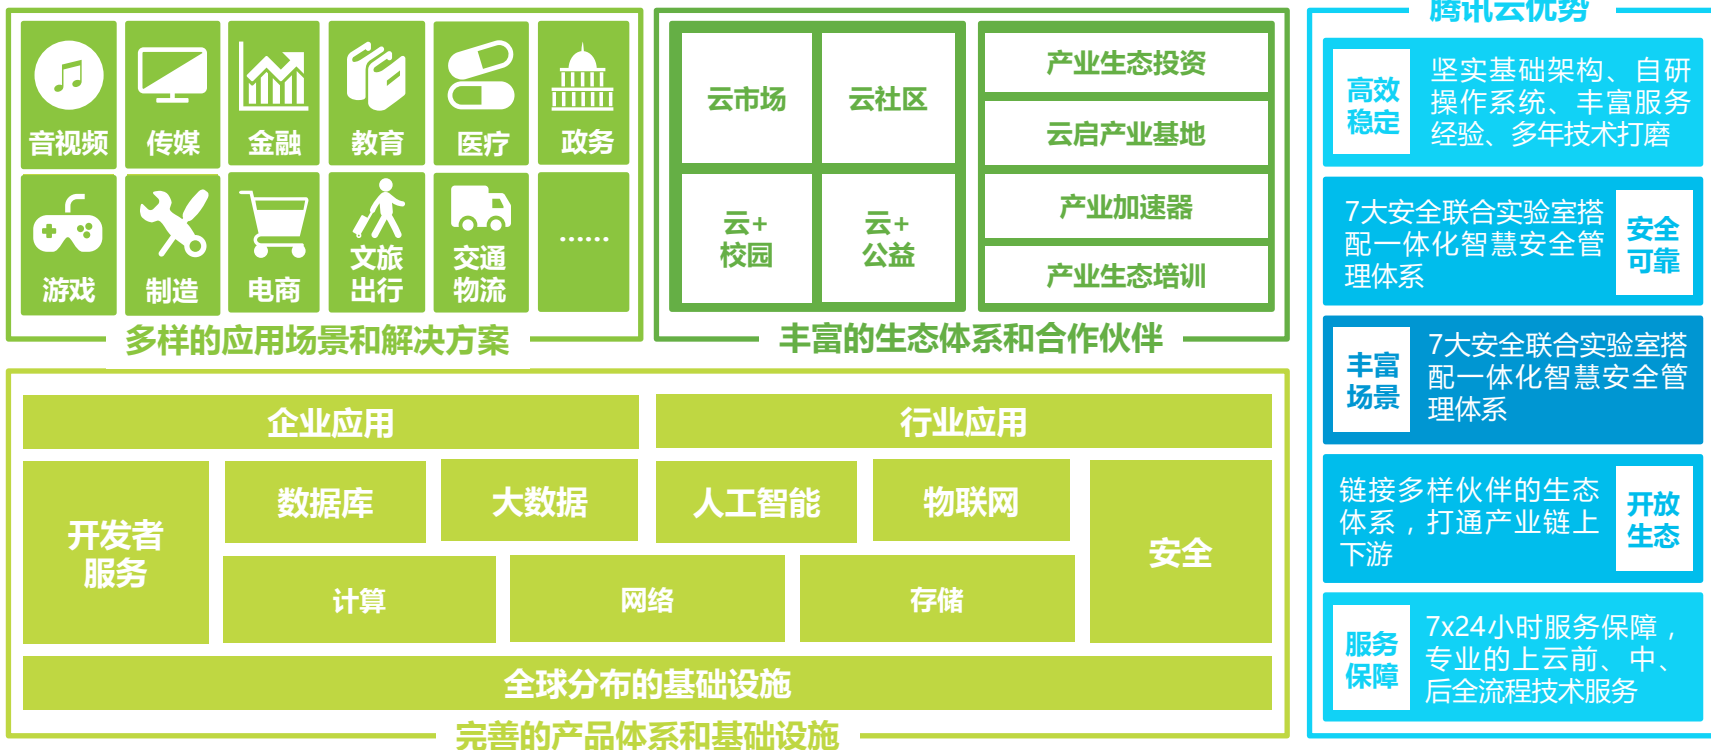 音视频
传媒
金融
教育
医疗
政务
游戏
制造
电商
文旅
出行
交通
物流
......
多样的应用场景和解决方案
云市场
云社区
云+
校园
云+
公益
产业生态投资
云启产业基地
产业加速器
产业生态培训
丰富的生态体系和合作伙伴
企业应用
行业应用
开发者
服务
数据库
大数据
人工智能
物联网
安全
计算
网络
存储
全球分布的基础设施
完善的产品体系和基础设施
腾讯云优势
高效
稳定
坚实基础架构、自研
操作系统、丰富服务
经验、多年技术打磨
7大安全联合实验室搭
配一体化智慧安全管
理体系
安全
可靠
丰富
场景
7大安全联合实验室搭
配一体化智慧安全管
理体系
链接多样伙伴的生态
体系，打通产业链上
下游
开放
生态
服务
保障
7x24小时服务保障，
专业的上云前、中、
后全流程技术服务